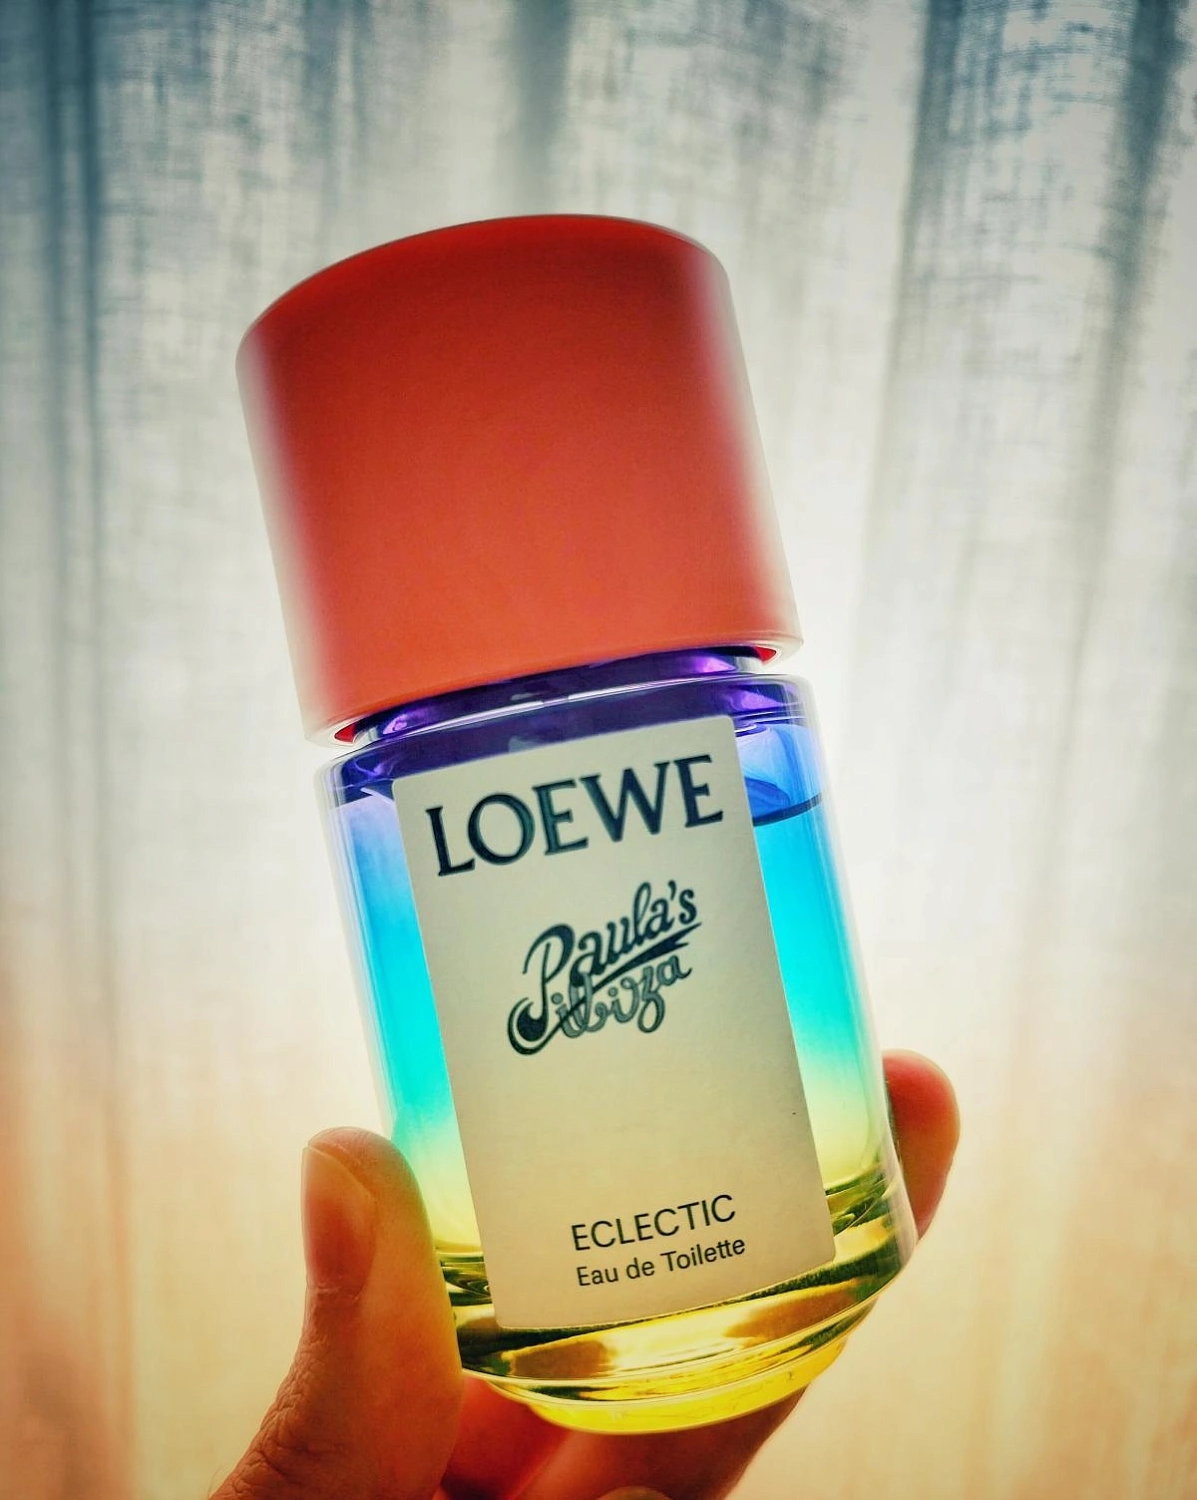 LOEWE
Paula's
ibiza
ECLECTIC
Eau de Toilette